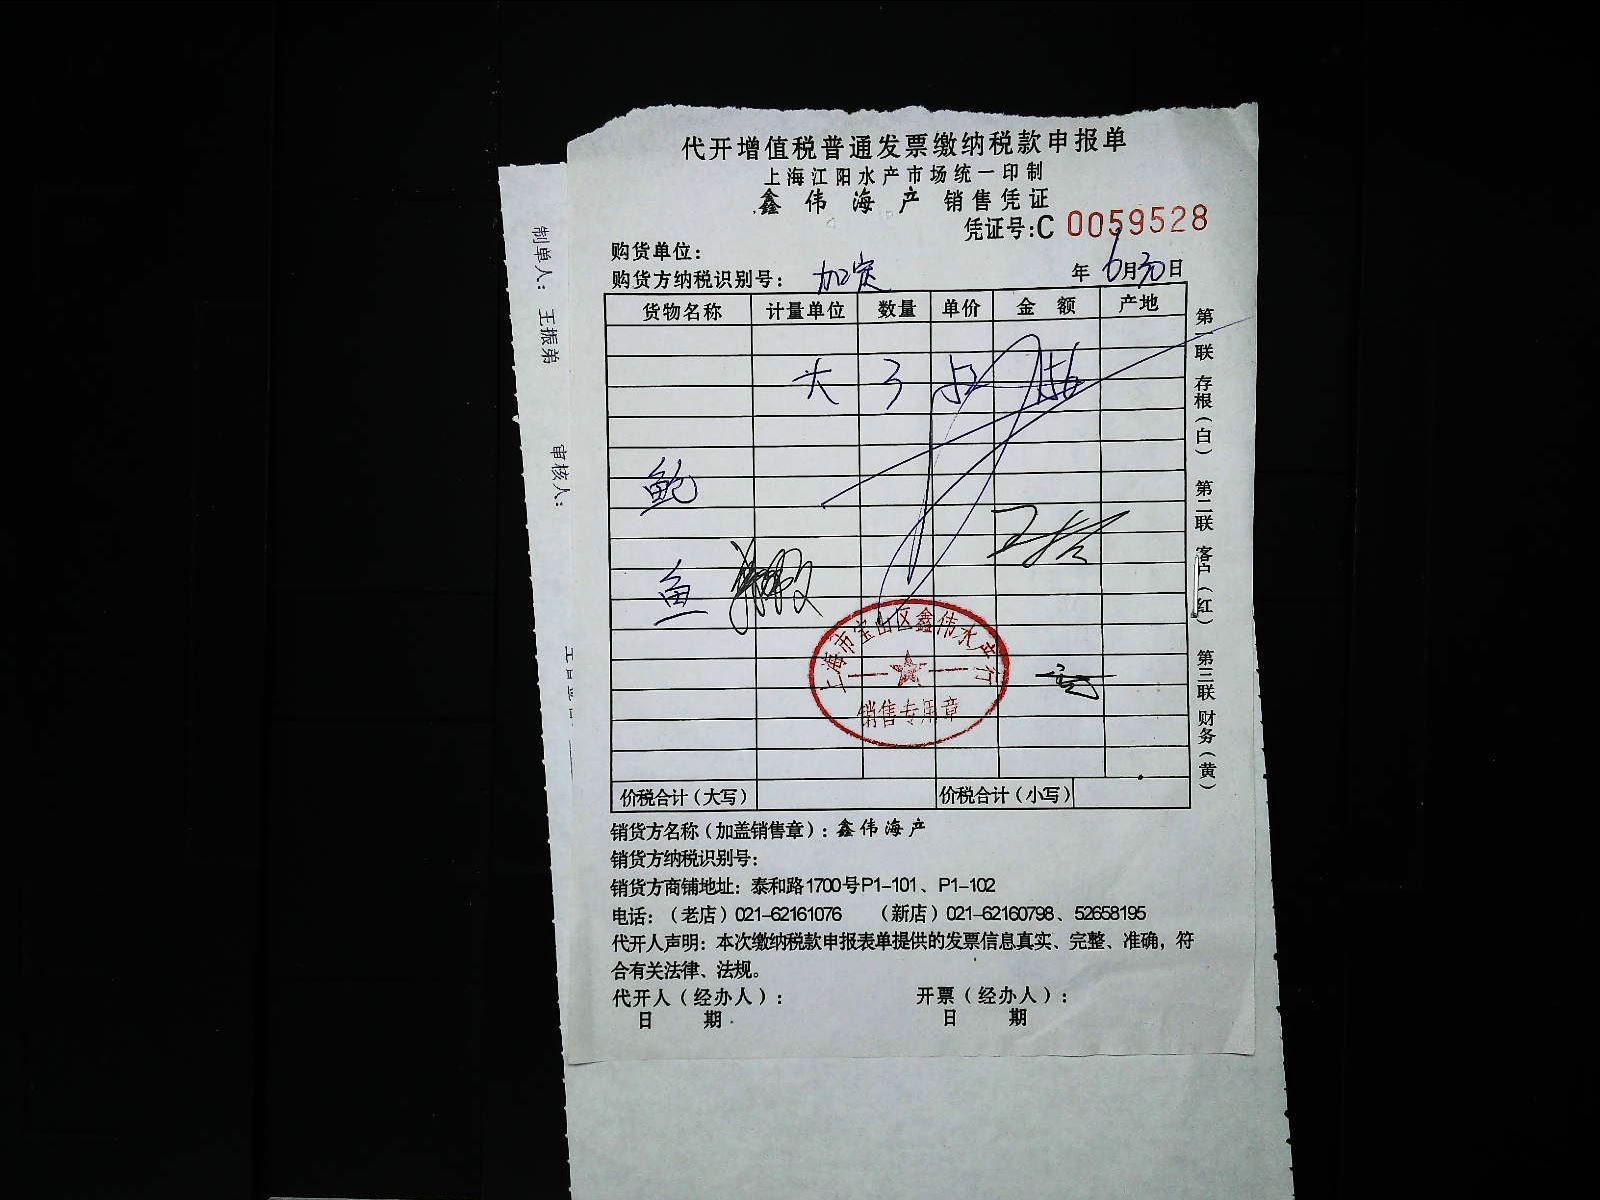 代开增值税普通发票缴纳税款申报单
上海江阳水产市场统一印制
鑫伟海产 销售凭证
凭证号:C 0059528
购货单位:
购货方纳税识别号: 加定 年6月30日
货物名称 计量单位 数量 单价 金额 产地
鲍
鱼
上海市宝山区鑫伟水产行
销售专用章
价税合计(大写) 价税合计(小写)
销货方名称(加盖销售章):鑫伟海产
销货方纳税识别号:
销货方商铺地址:泰和路1700号P1-101、P1-102
电话:(老店)021-62161076 (新店)021-62160798、52658195
代开人声明:本次缴纳税款申报表单提供的发票信息真实、完整、准确,符
合有关法律、法规。
代开人(经办人): 开票(经办人):
日期 日期
第一联 存根(白) 第二联 客户(红) 第三联 财务(黄)
制单人: 王振弟 审核人: